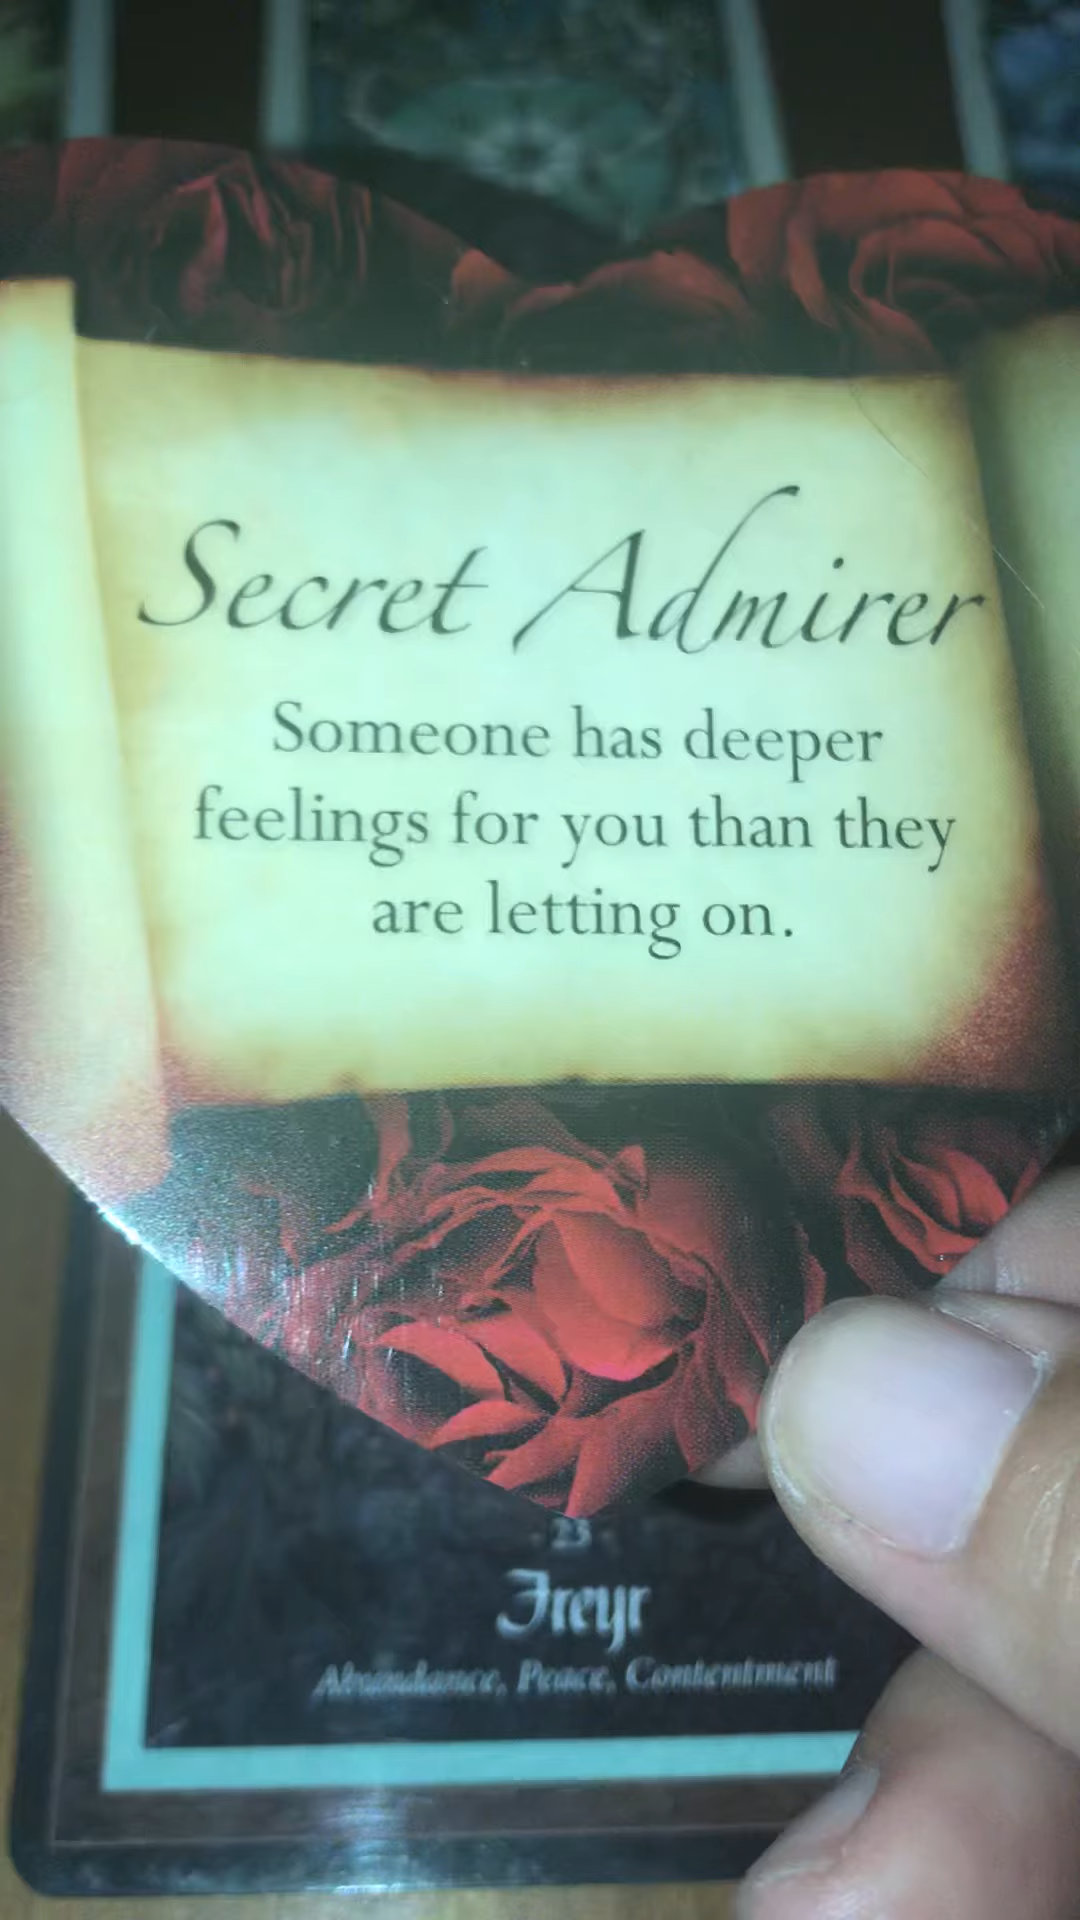 Secret Admirer
Someone has deeper
feelings for you than they
are letting on.
23
Freyr
Abundance, Peace, Contentment